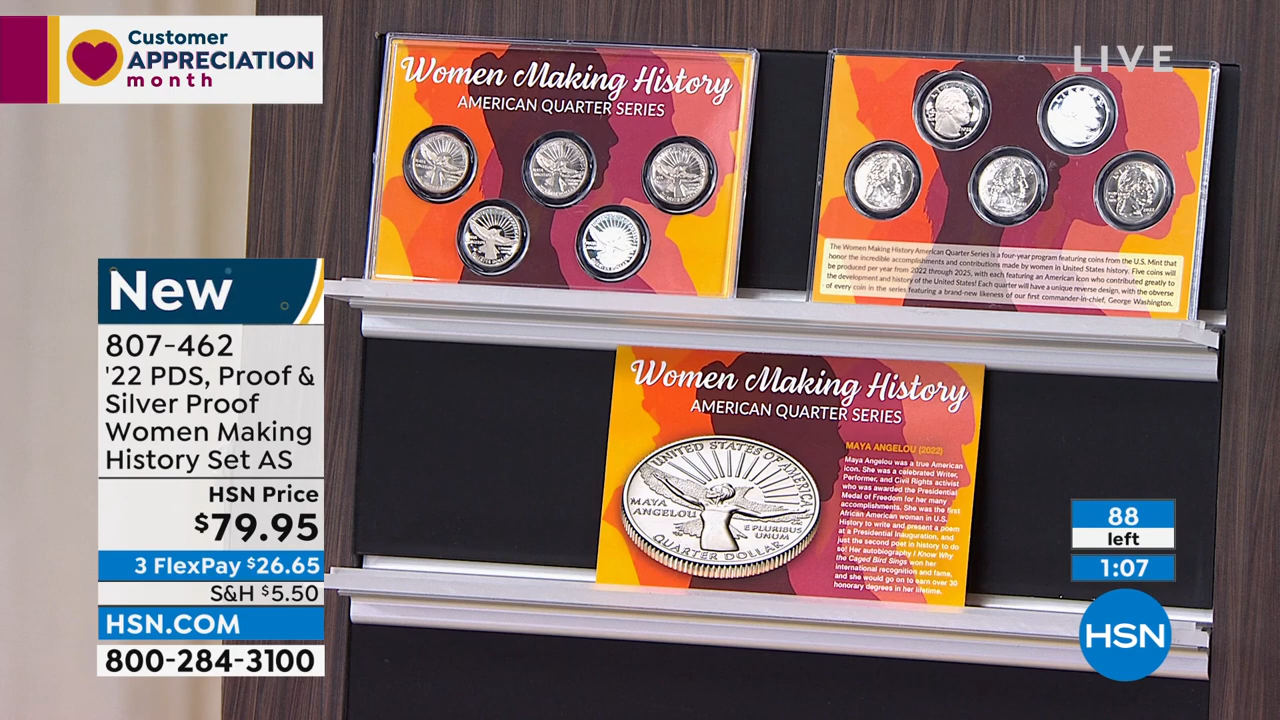 Customer
APPRECIATION
month
LIVE
Women Making History
AMERICAN QUARTER SERIES
The Women Making History American Quarter Series is a four-year program featuring coins from the U.S. Mint that
honor the incredible accomplishments and contributions made by women in United States history. Five coins will
be produced per year from 2022 through 2025, with each featuring an American icon who contributed greatly to
the development and history of the United States! Each quarter will have a unique reverse design, with the obverse
of every coin in the series featuring a brand-new likeness of our first commander-in-chief, George Washington.
New
807-462
'22 PDS, Proof &
Silver Proof
Women Making
History Set AS
HSN Price
$79.95
3 FlexPay $26.65
S&H $5.50
HSN.COM
800-284-3100
Women Making History
AMERICAN QUARTER SERIES
UNITED STATES OF AMERICA
MAYA
ANGELOU
E PLURIBUS
UNUM
QUARTER DOLLAR
MAYA ANGELOU (2022)
Maya Angelou was a true American
icon. She was a celebrated Writer,
Performer, and Civil Rights activist
who was awarded the Presidential
Medal of Freedom for her many
accomplishments. She was the first
African American woman in U.S.
History to write and present a poem
at a Presidential Inauguration, and
just the second poet in history to do
so! Her autobiography I Know Why
the Caged Bird Sings won her
international recognition and fame,
and she would go on to earn over 30
honorary degrees in her lifetime.
88
left
1:07
HSN